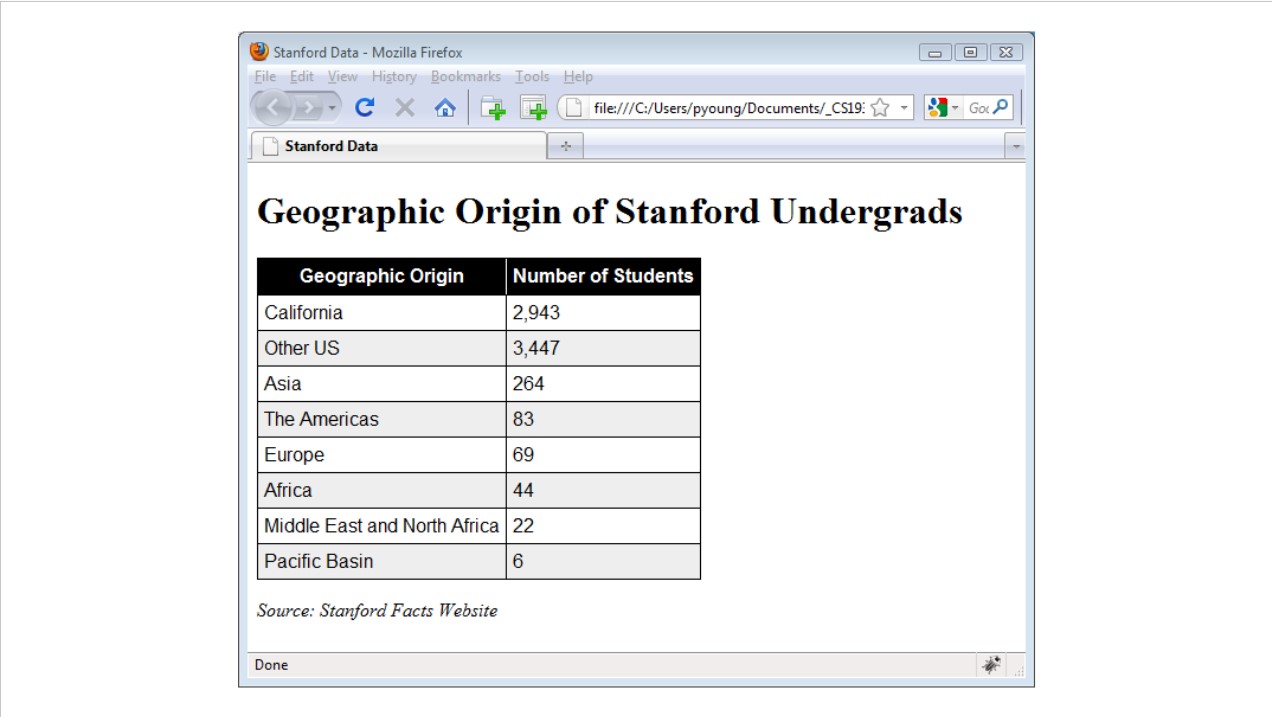 Stanford Data - Mozilla Firefox
File Edit View History Bookmarks Tools Help
file:///C:/Users/pyoung/Documents/_CS193
Stanford Data
Geographic Origin of Stanford Undergrads
Geographic Origin Number of Students
California 2,943
Other US 3,447
Asia 264
The Americas 83
Europe 69
Africa 44
Middle East and North Africa 22
Pacific Basin 6
Source: Stanford Facts Website
Done